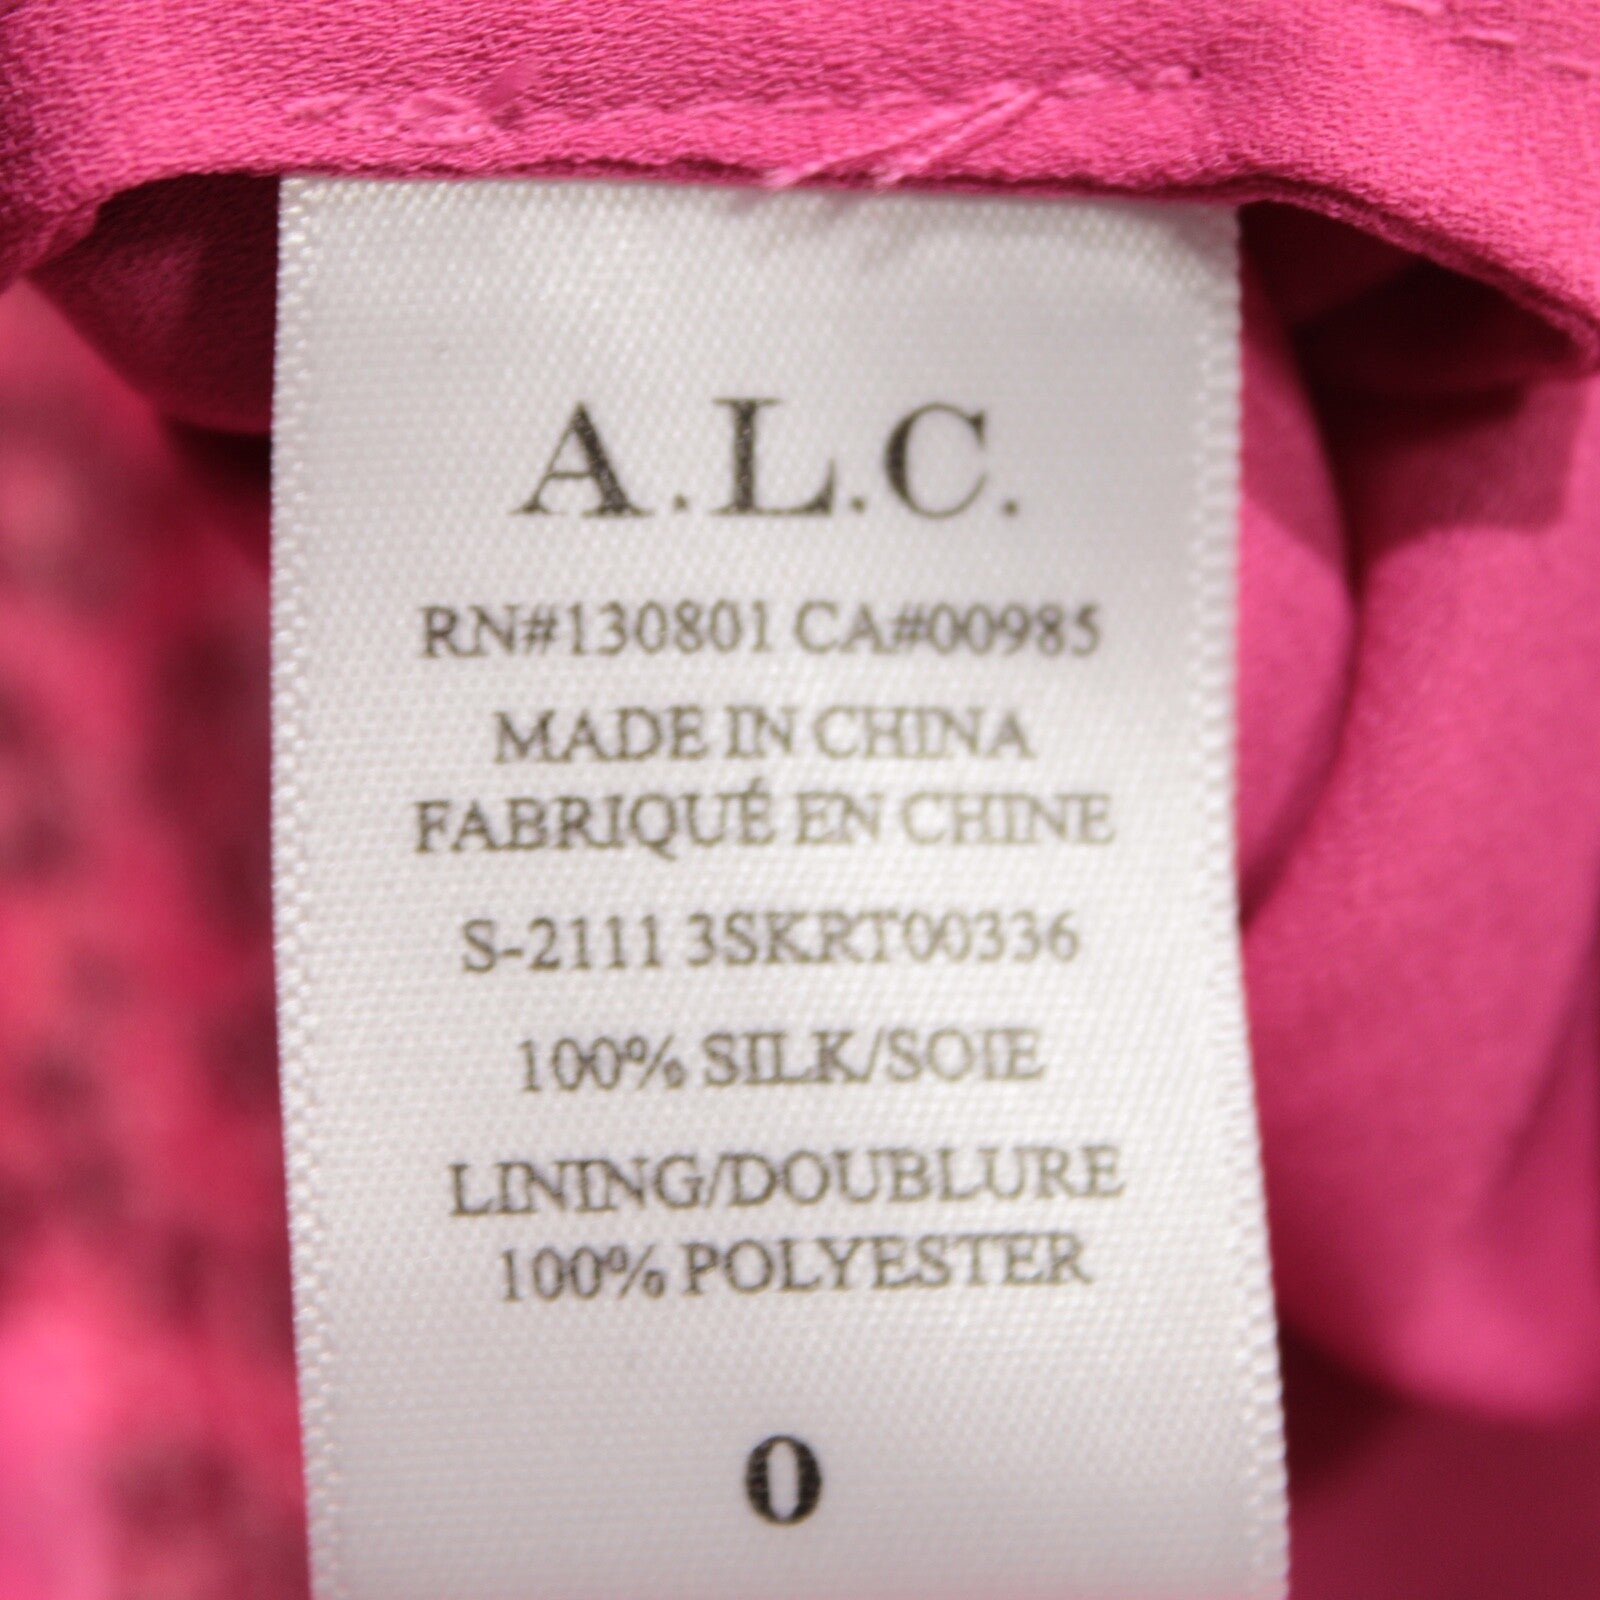 A.L.C.
RN#130801 CA#00985
MADE IN CHINA
FABRIQUÉ EN CHINE
S-2111 3SKRT00336
100% SILK/SOIE
LINING/DOUBLURE
100% POLYESTER
0